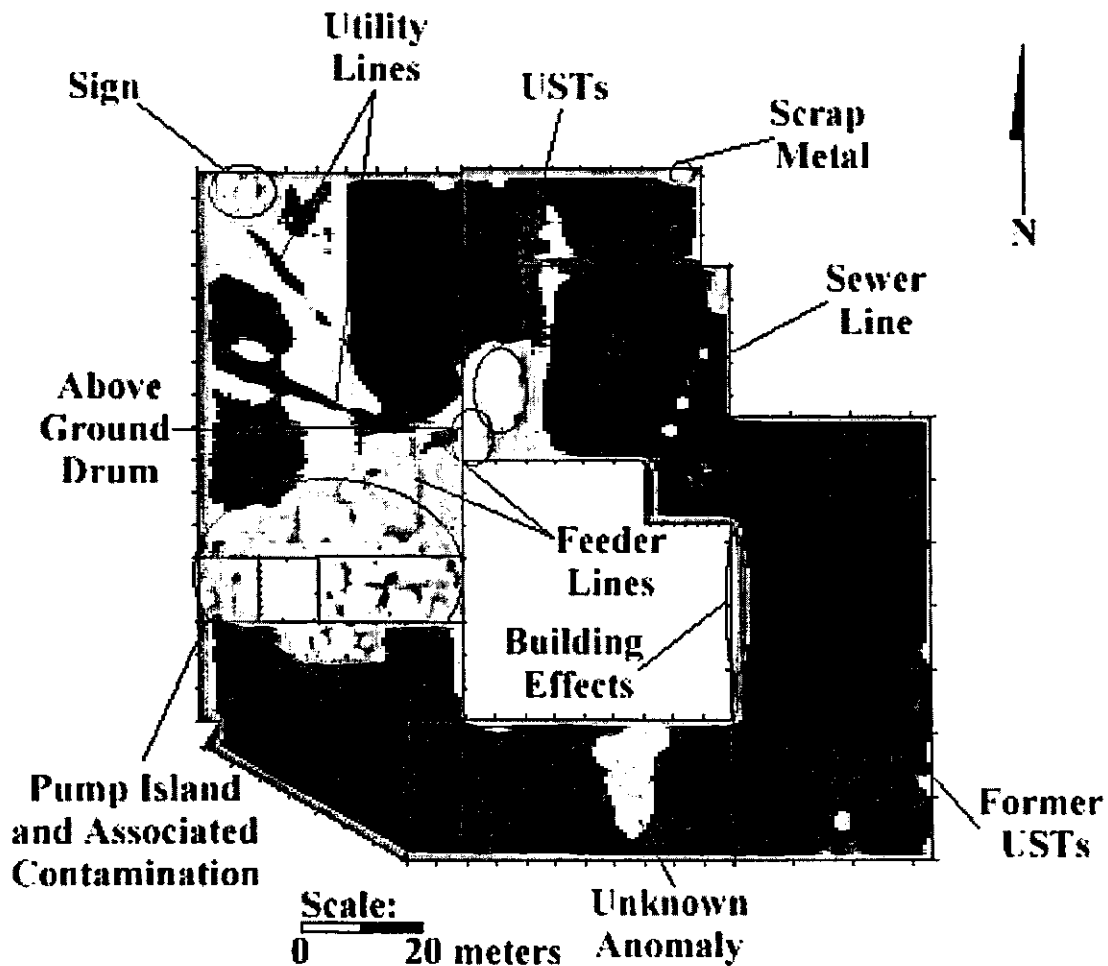 Utility
Lines
Sign
USTs
Scrap
Metal
N
Sewer
Line
Above
Ground
Drum
Feeder
Lines
Building
Effects
Pump Island
and Associated
Contamination
Former
USTs
Unknown
Anomaly
Scale:
0 20 meters